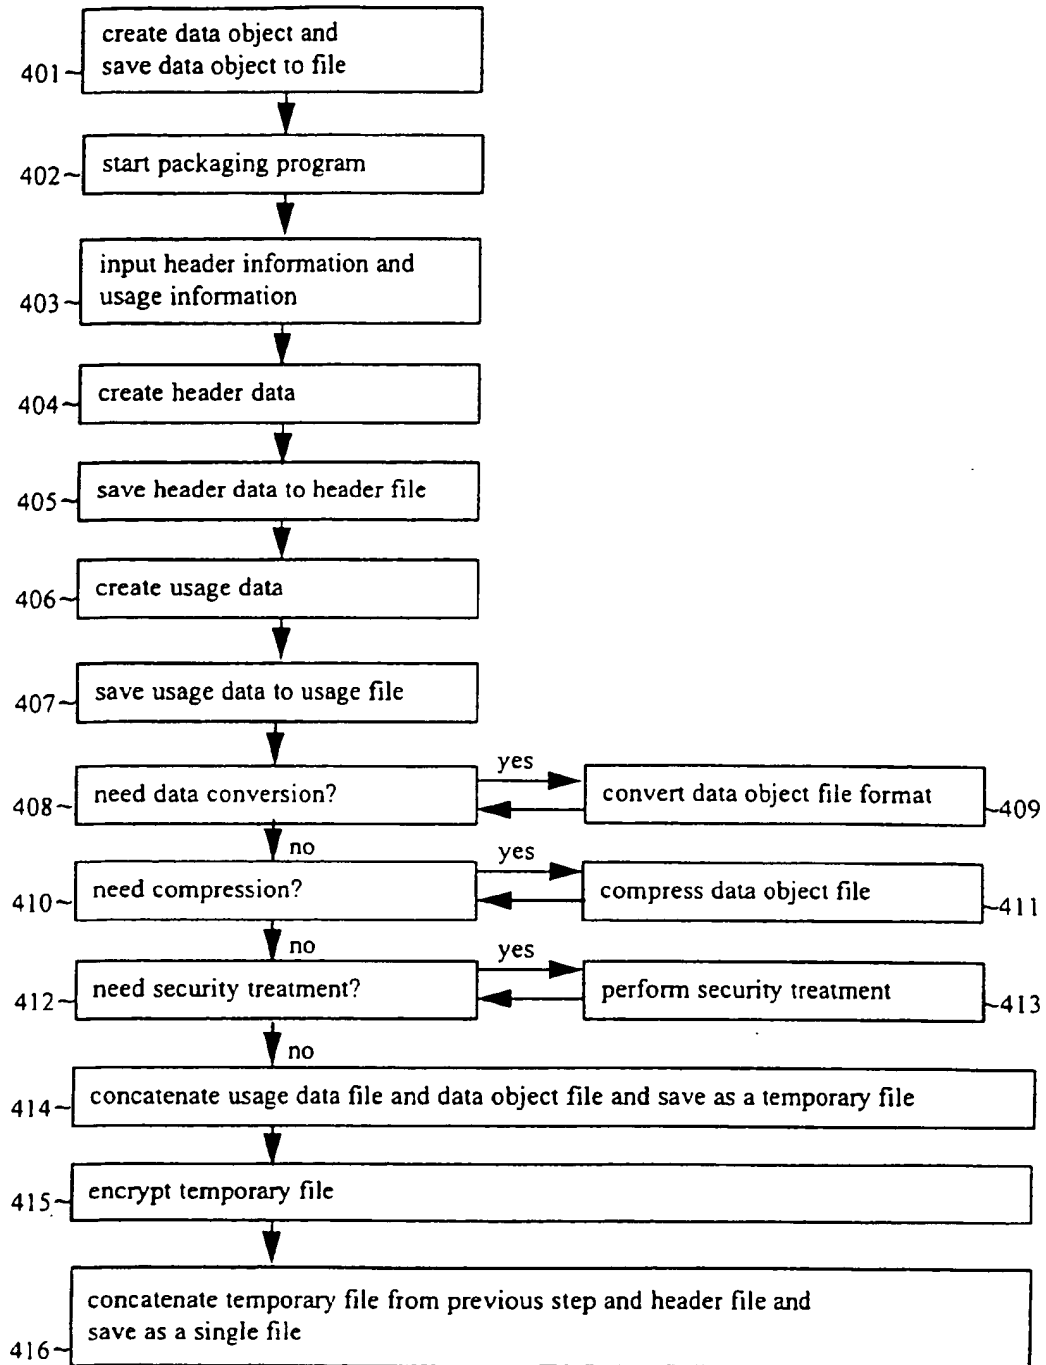 create data object and
save data object to file
401~
start packaging program
402~
input header information and
usage information
403~
create header data
404~
save header data to header file
405~
create usage data
406~
save usage data to usage file
407~
yes
need data conversion?
convert data object file format
408~
~409
no
yes
need compression?
compress data object file
410~
~411
no
yes
need security treatment?
perform security treatment
412~
~413
no
concatenate usage data file and data object file and save as a temporary file
414~
encrypt temporary file
415~
concatenate temporary file from previous step and header file and
save as a single file
416~